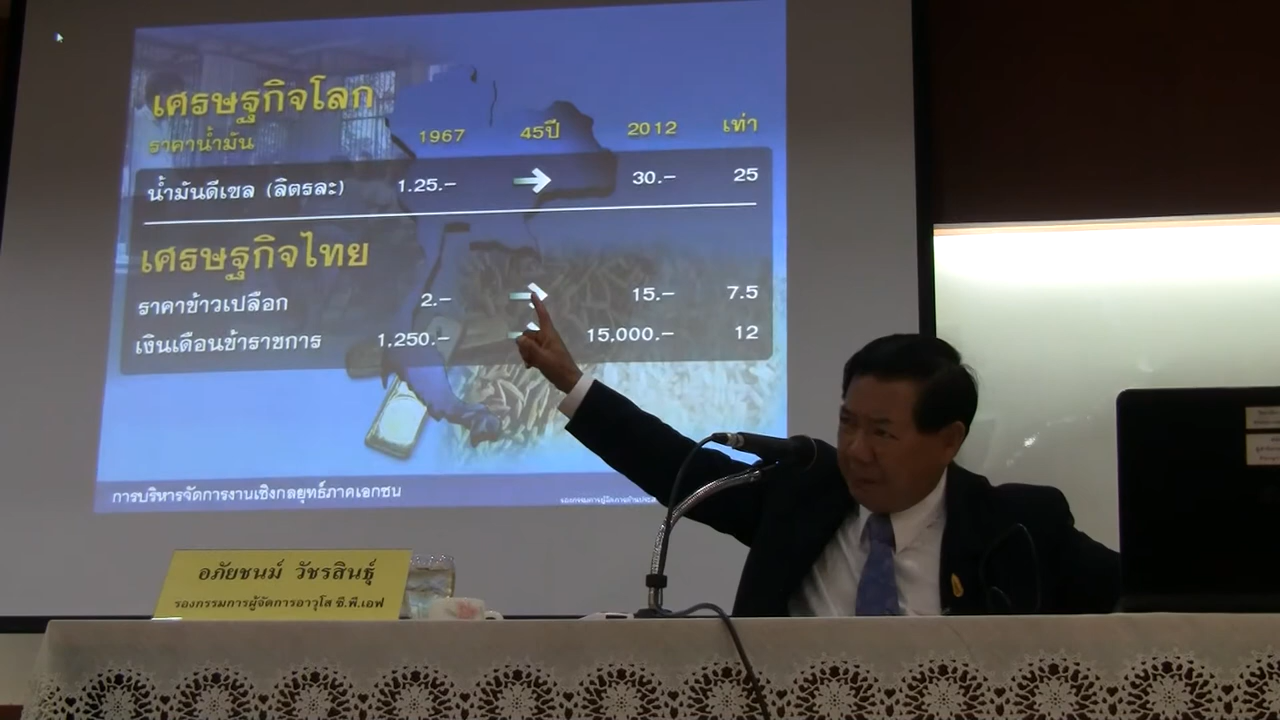 เศรษฐกิจโลก
ราคาน้ำมัน 1967 45ปี 2012 เท่า
น้ำมันดีเซล (ลิตรละ) 1.25.– 30.– 25
เศรษฐกิจไทย
ราคาข้าวเปลือก 2.– 15.– 7.5
เงินเดือนข้าราชการ 1,250.– 15,000.– 12
การบริหารจัดการงานเชิงกลยุทธ์ภาคเอกชน
อภัยชนม์ วัชรสินธุ์
รองกรรมการผู้จัดการอาวุโส ซี.พี.เอฟ